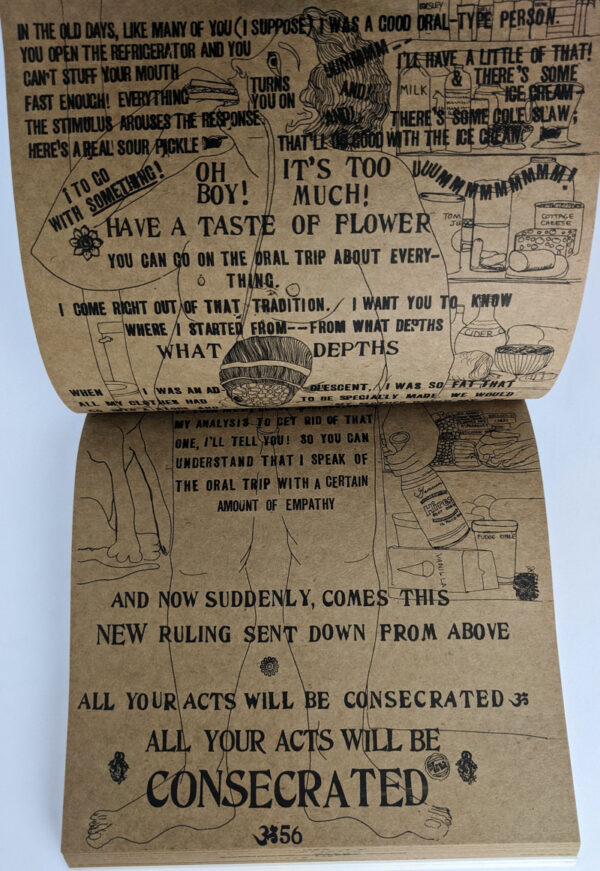 IN THE OLD DAYS, LIKE MANY OF YOU (I SUPPOSE) I WAS A GOOD ORAL-TYPE PERSON.
YOU OPEN THE REFRIGERATOR AND YOU
CAN'T STUFF YOUR MOUTH
FAST ENOUGH! EVERYTHING
TURNS
YOU ON
THE STIMULUS AROUSES THE RESPONSE
HERE'S A REAL SOUR PICKLE
I'LL HAVE A LITTLE OF THAT!
& THERE'S SOME
ICE CREAM
AND!
AND! THERE'S SOME COLE SLAW,
THAT'LL GO GOOD WITH THE ICE CREAM
MILK
TO GO
WITH SOMETHING!
OH
BOY!
IT'S TOO
MUCH!
UUUMMMMMMMM!
HAVE A TASTE OF FLOWER
COTTAGE
CHEESE
TOM
YOU CAN GO ON THE ORAL TRIP ABOUT EVERY-
THING.
I COME RIGHT OUT OF THAT TRADITION. I WANT YOU TO KNOW
WHERE I STARTED FROM--FROM WHAT DEPTHS
CIDER
WHAT DEPTHS
WHEN I WAS AN AD-OLESCENT, I WAS SO FAT THAT
ALL MY CLOTHES HAD TO BE SPECIALLY MADE. WE WOULD
MY ANALYSIS TO GET RID OF THAT
ONE, I'LL TELL YOU! SO YOU CAN
UNDERSTAND THAT I SPEAK OF
THE ORAL TRIP WITH A CERTAIN
AMOUNT OF EMPATHY
VANILLA
AND NOW SUDDENLY, COMES THIS
NEW RULING SENT DOWN FROM ABOVE
ALL YOUR ACTS WILL BE CONSECRATED ॐ
ALL YOUR ACTS WILL BE
CONSECRATED
ॐ56